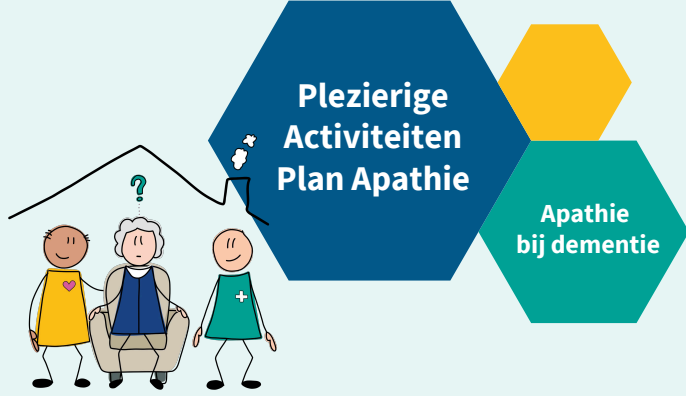 Plezierige
Activiteiten
Plan Apathie
?
Apathie
bij dementie